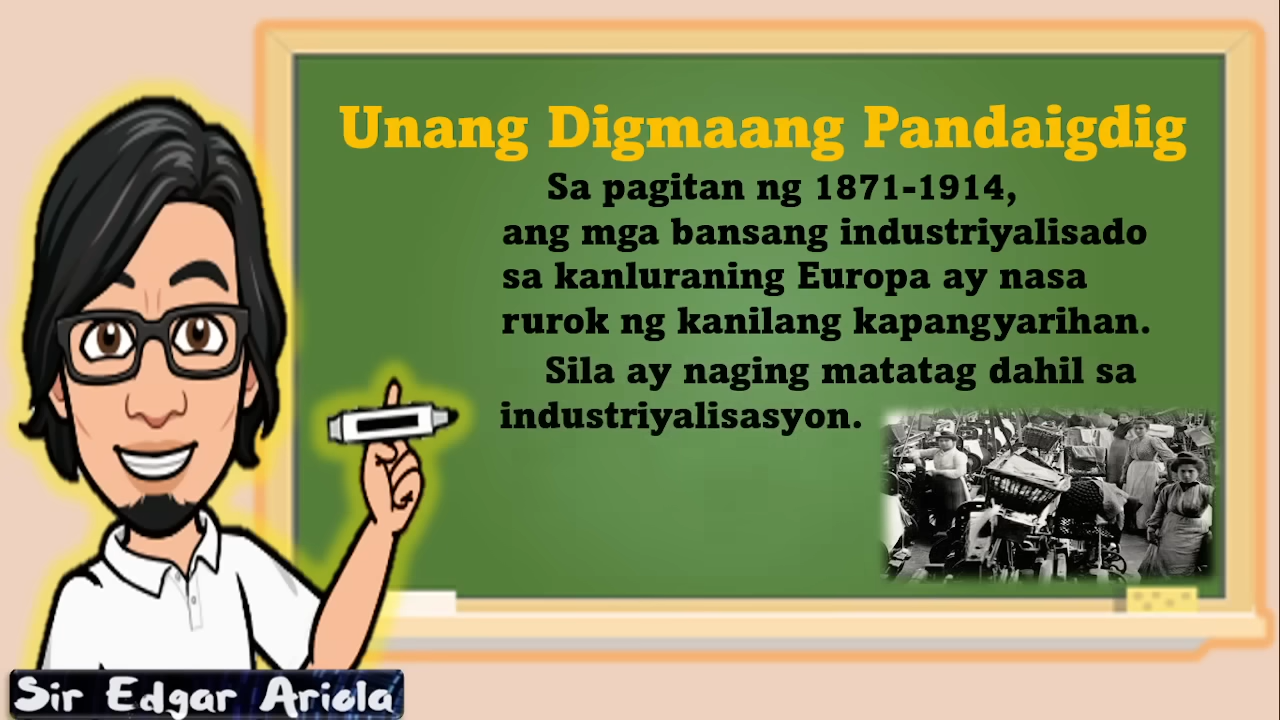 Unang Digmaang Pandaigdig
Sa pagitan ng 1871-1914,
ang mga bansang industriyalisado
sa kanluraning Europa ay nasa
rurok ng kanilang kapangyarihan.
Sila ay naging matatag dahil sa
industriyalisasyon.
Sir Edgar Ariola